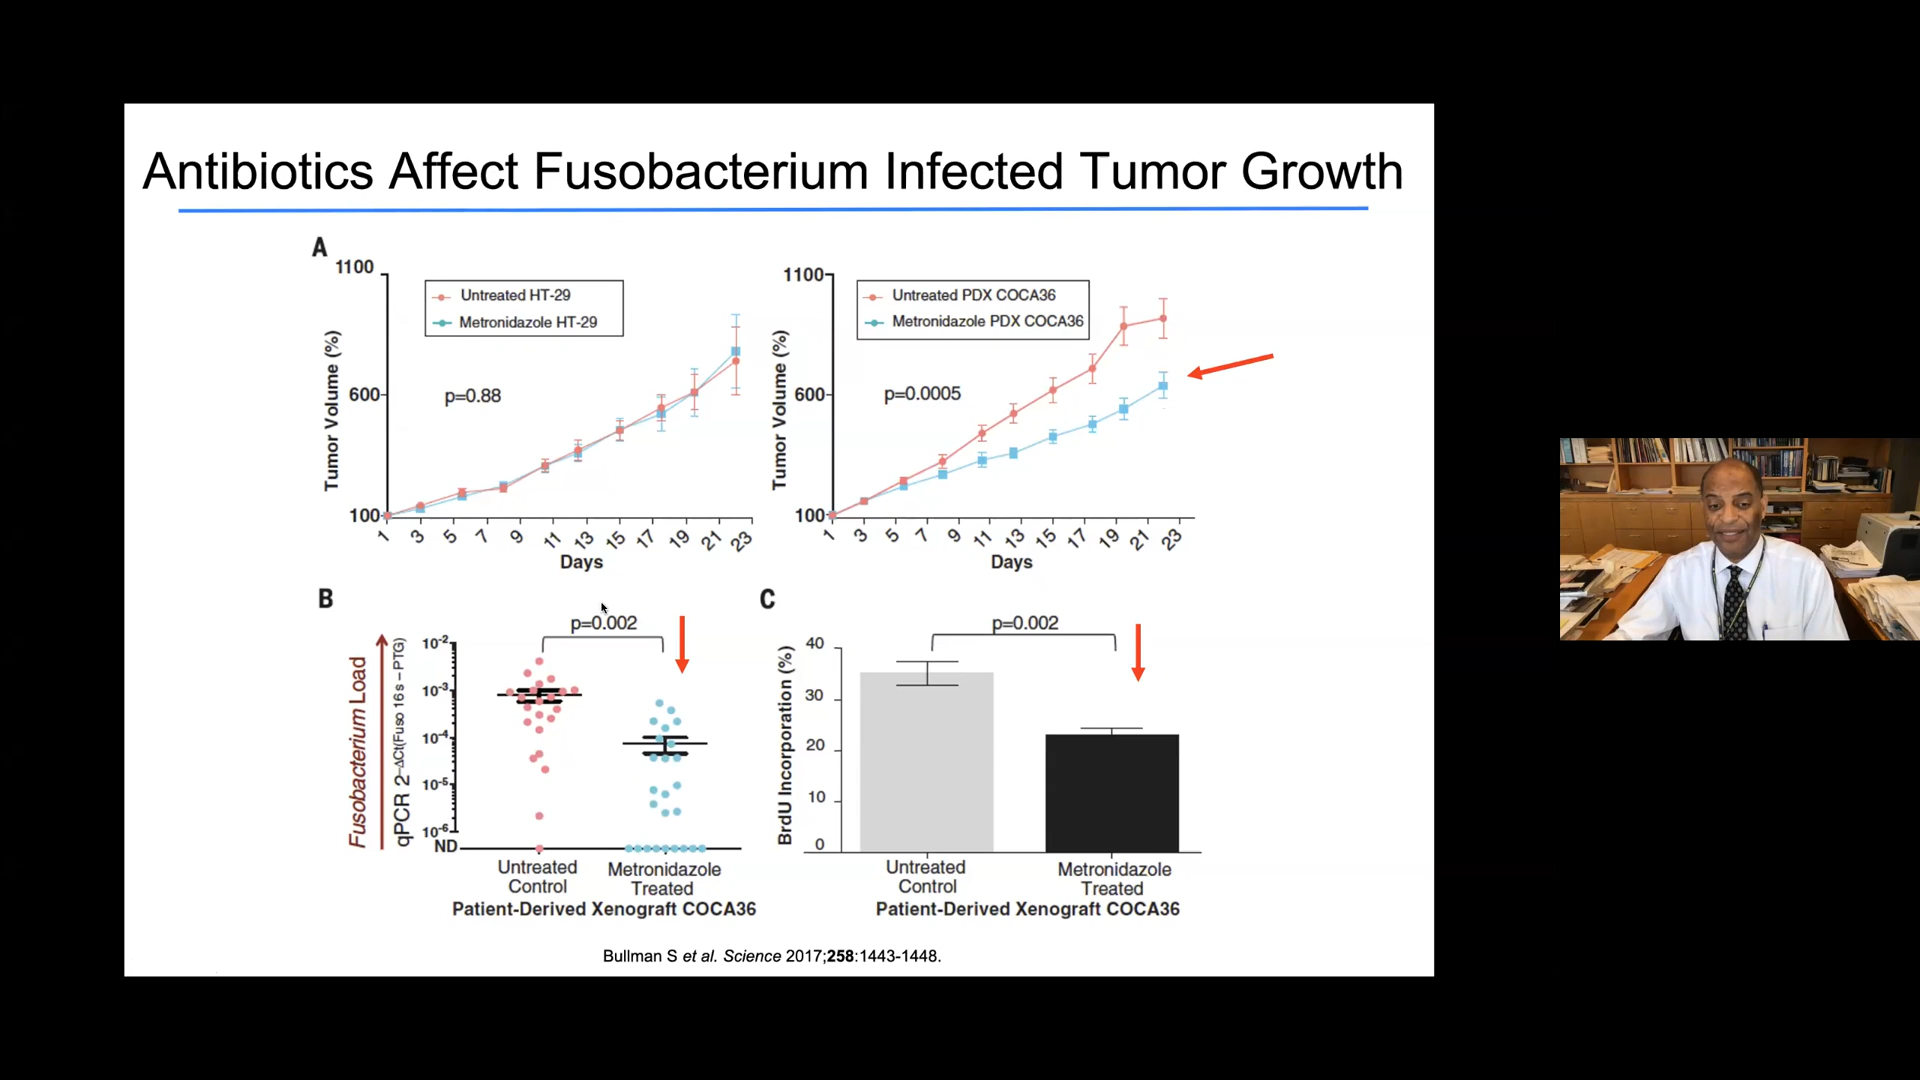 Antibiotics Affect Fusobacterium Infected Tumor Growth
A
1100
600
100
Tumor Volume (%)
Untreated HT-29
Metronidazole HT-29
p=0.88
1 3 5 7 9 11 13 15 17 19 21 23
Days
1100
600
100
Tumor Volume (%)
Untreated PDX COCA36
Metronidazole PDX COCA36
p=0.0005
1 3 5 7 9 11 13 15 17 19 21 23
Days
B
Fusobacterium Load
qPCR 2−ΔCt(Fuso 16s – PTG)
10-2
10-3
10-4
10-5
10-6
ND
p=0.002
Untreated Control
Metronidazole Treated
Patient-Derived Xenograft COCA36
C
BrdU Incorporation (%)
40
30
20
10
0
p=0.002
Untreated Control
Metronidazole Treated
Patient-Derived Xenograft COCA36
Bullman S et al. Science 2017;258:1443-1448.